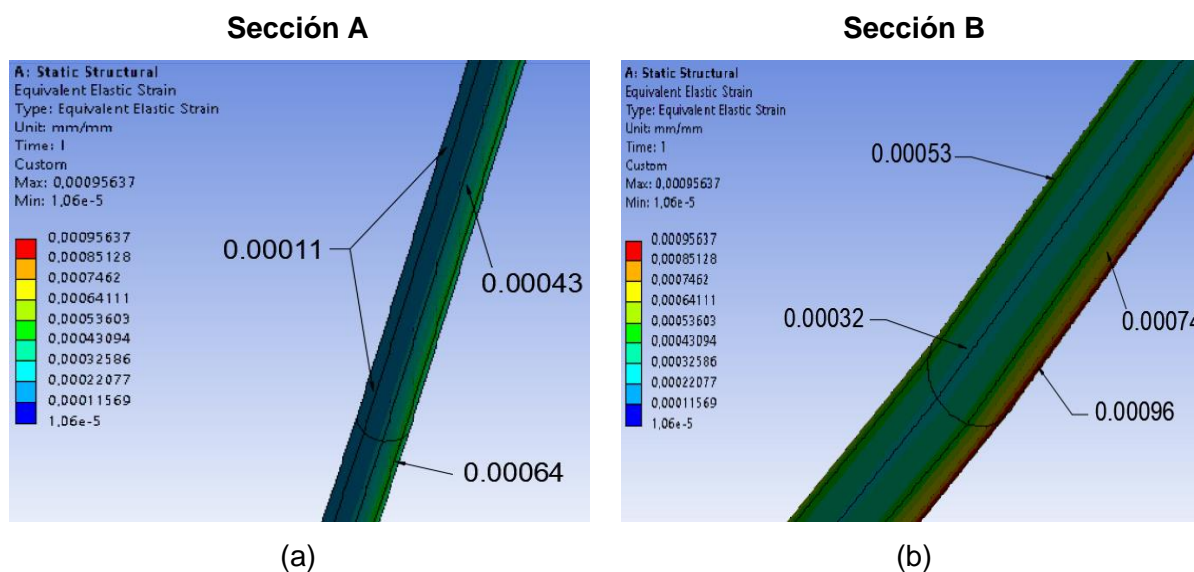 Sección A
A: Static Structural
Equivalent Elastic Strain
Type: Equivalent Elastic Strain
Unit: mm/mm
Time: 1
Custom
Max: 0,00095637
Min: 1,06e-5
0,00095637
0,00085128
0,0007462
0,00064111
0,00053603
0,00043094
0,00032586
0,00022077
0,00011569
1,06e-5
0.00011
0.00043
0.00064
(a)
Sección B
A: Static Structural
Equivalent Elastic Strain
Type: Equivalent Elastic Strain
Unit: mm/mm
Time: 1
Custom
Max: 0,00095637
Min: 1,06e-5
0,00095637
0,00085128
0,0007462
0,00064111
0,00053603
0,00043094
0,00032586
0,00022077
0,00011569
1,06e-5
0.00053
0.00032
0.00074
0.00096
(b)